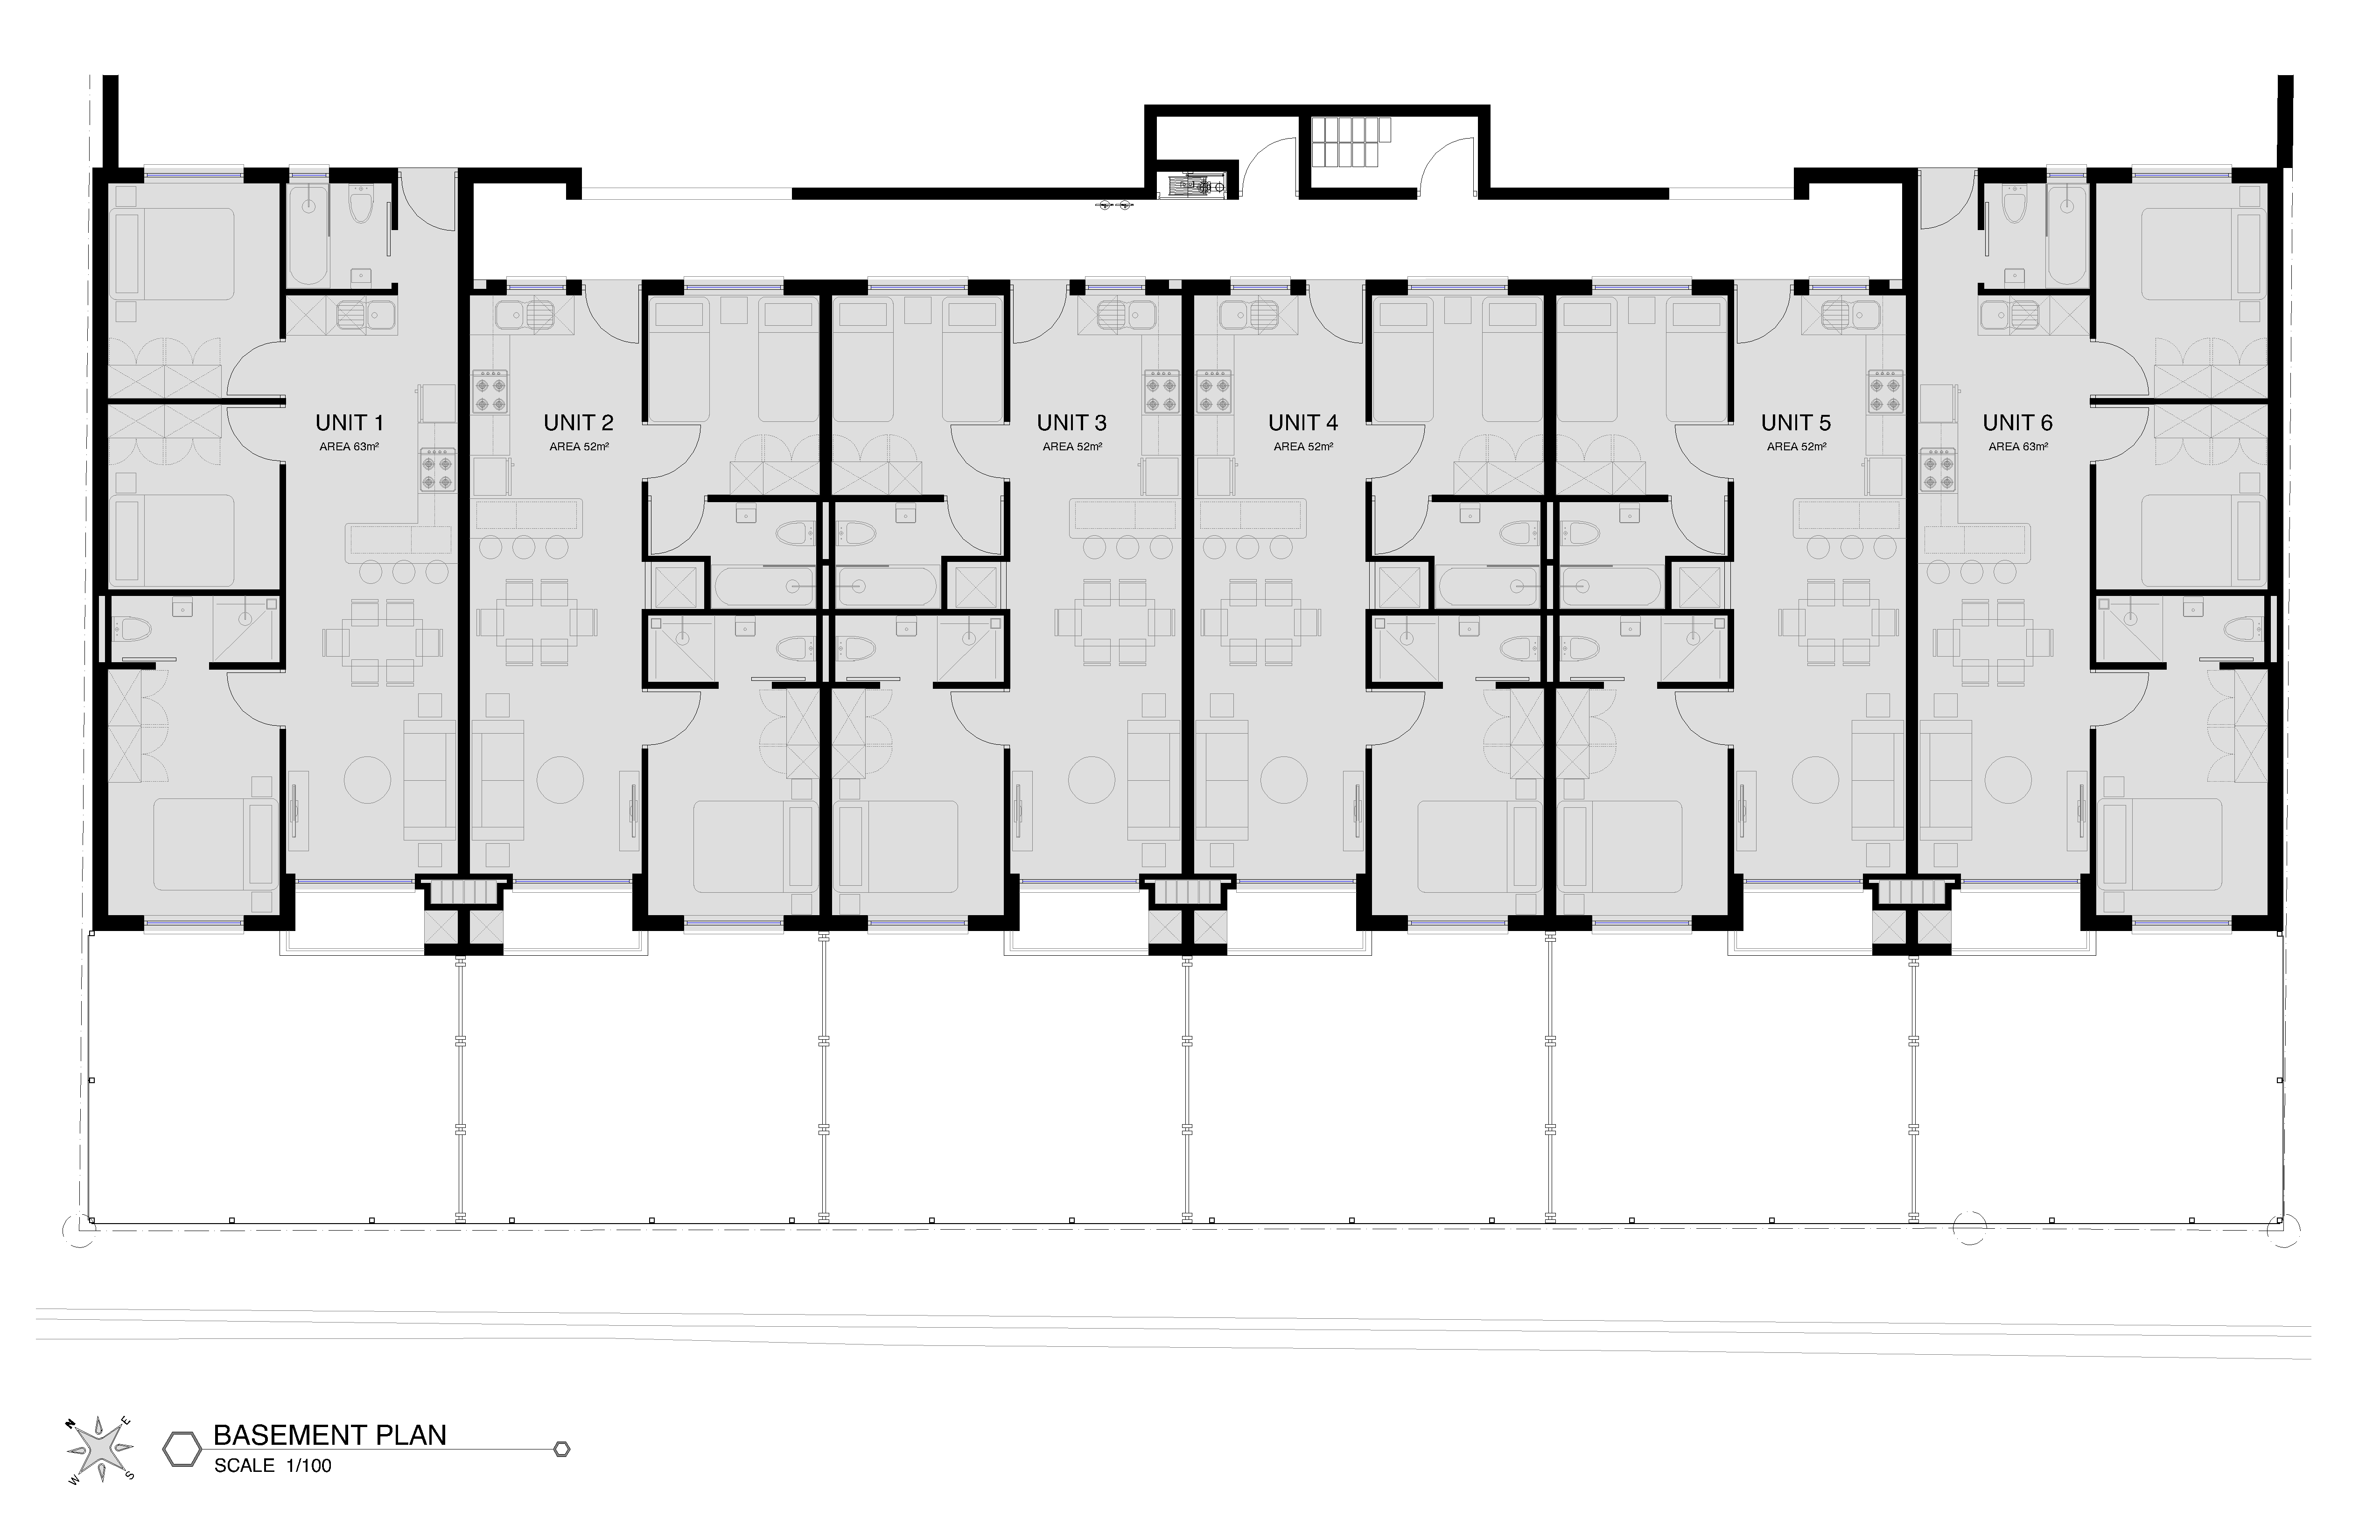 UNIT 1
AREA 63m²
UNIT 2
AREA 52m²
UNIT 3
AREA 52m²
UNIT 4
AREA 52m²
UNIT 5
AREA 52m²
UNIT 6
AREA 63m²
N
E
W
S
BASEMENT PLAN
SCALE 1/100